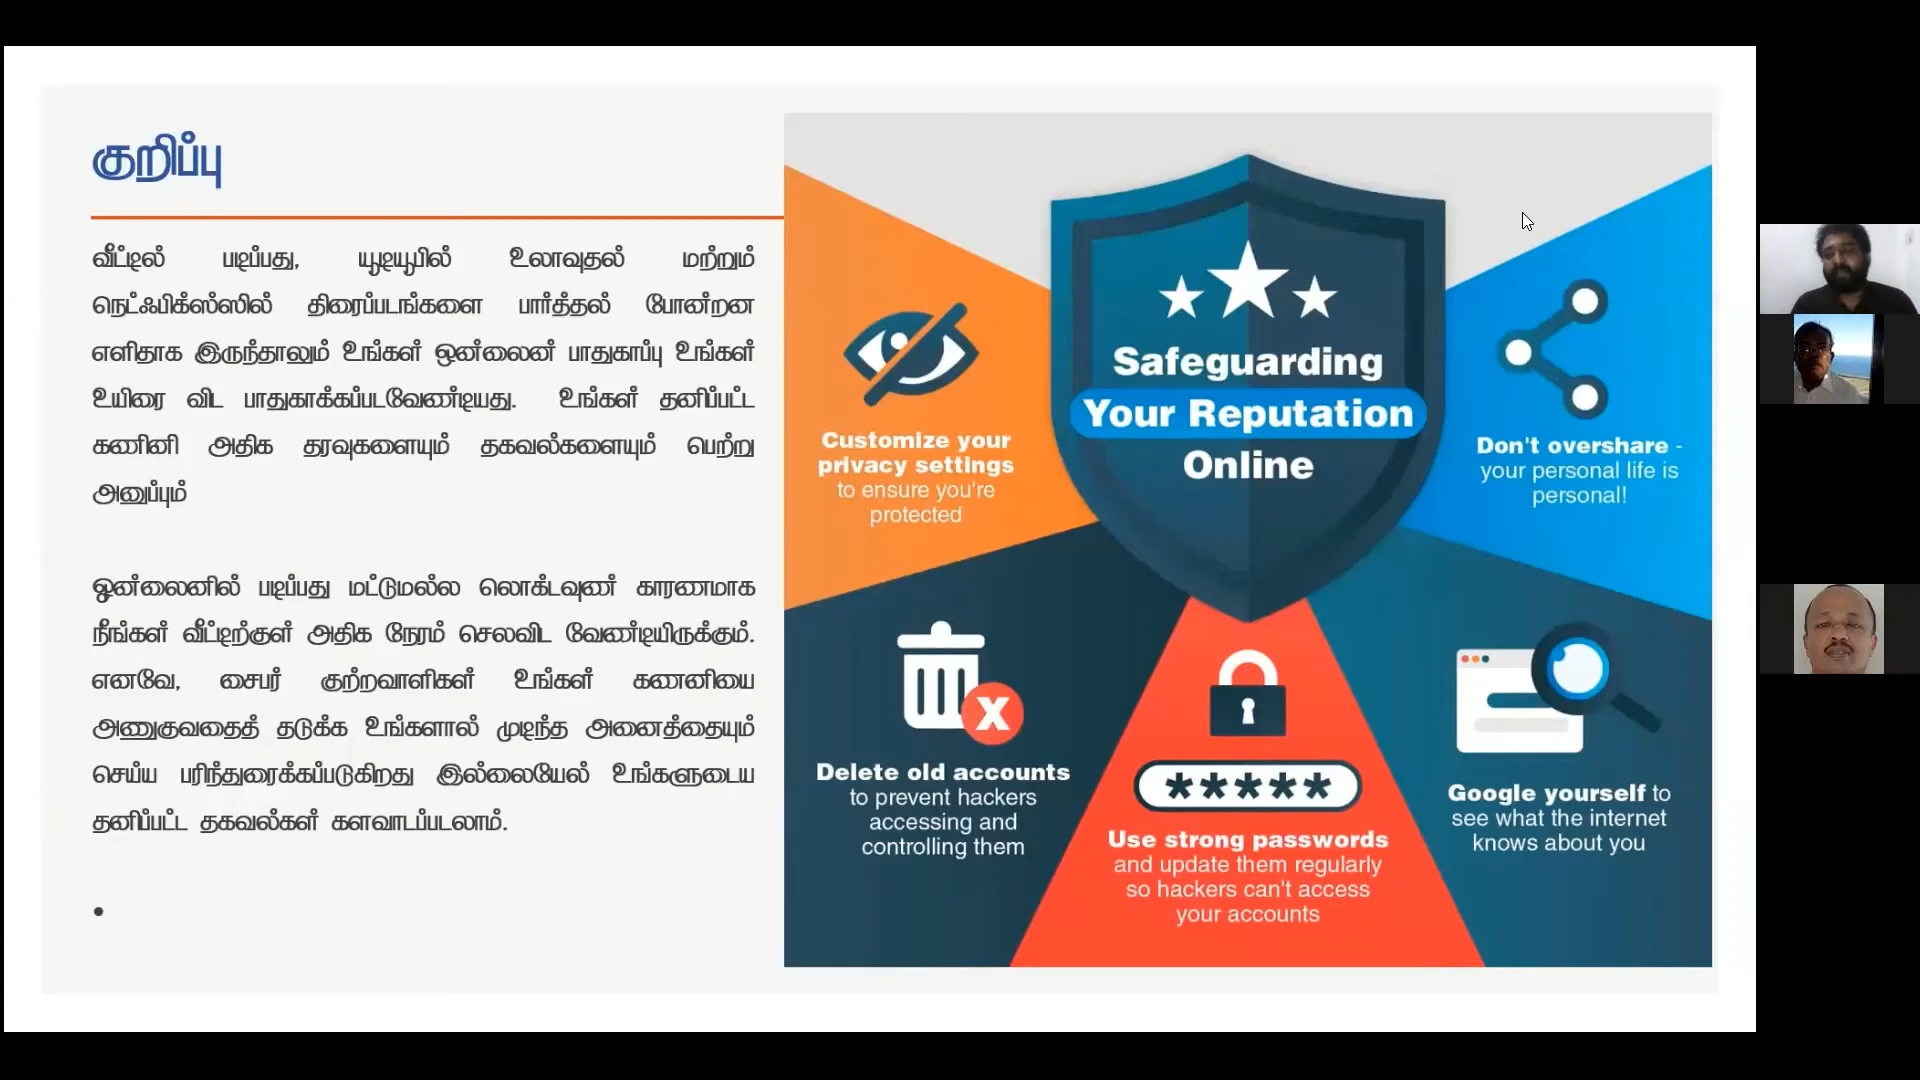 குறிப்பு
வீட்டில் படிப்பது, யூடியூபில் உலாவுதல் மற்றும்
நெட்ஃபிக்ஸ்ஸில் திரைப்படங்களை பார்த்தல் போன்றன
எளிதாக இருந்தாலும் உங்கள் ஒன்லைன் பாதுகாப்பு உங்கள்
உயிரை விட பாதுகாக்கப்படவேண்டியது. உங்கள் தனிப்பட்ட
கணினி அதிக தரவுகளையும் தகவல்களையும் பெற்று
அனுப்பும்
ஒன்லைனில் படிப்பது மட்டுமல்ல லொக்டவுண் காரணமாக
நீங்கள் வீட்டிற்குள் அதிக நேரம் செலவிட வேண்டியிருக்கும்.
எனவே, சைபர் குற்றவாளிகள் உங்கள் கணனியை
அணுகுவதைத் தடுக்க உங்களால் முடிந்த அனைத்தையும்
செய்ய பரிந்துரைக்கப்படுகிறது இல்லையேல் உங்களுடைய
தனிப்பட்ட தகவல்கள் களவாடப்படலாம்.
Safeguarding
Your Reputation
Online
Customize your
privacy settings
to ensure you're
protected
Don't overshare -
your personal life is
personal!
Delete old accounts
to prevent hackers
accessing and
controlling them
*****
Use strong passwords
and update them regularly
so hackers can't access
your accounts
Google yourself to
see what the internet
knows about you